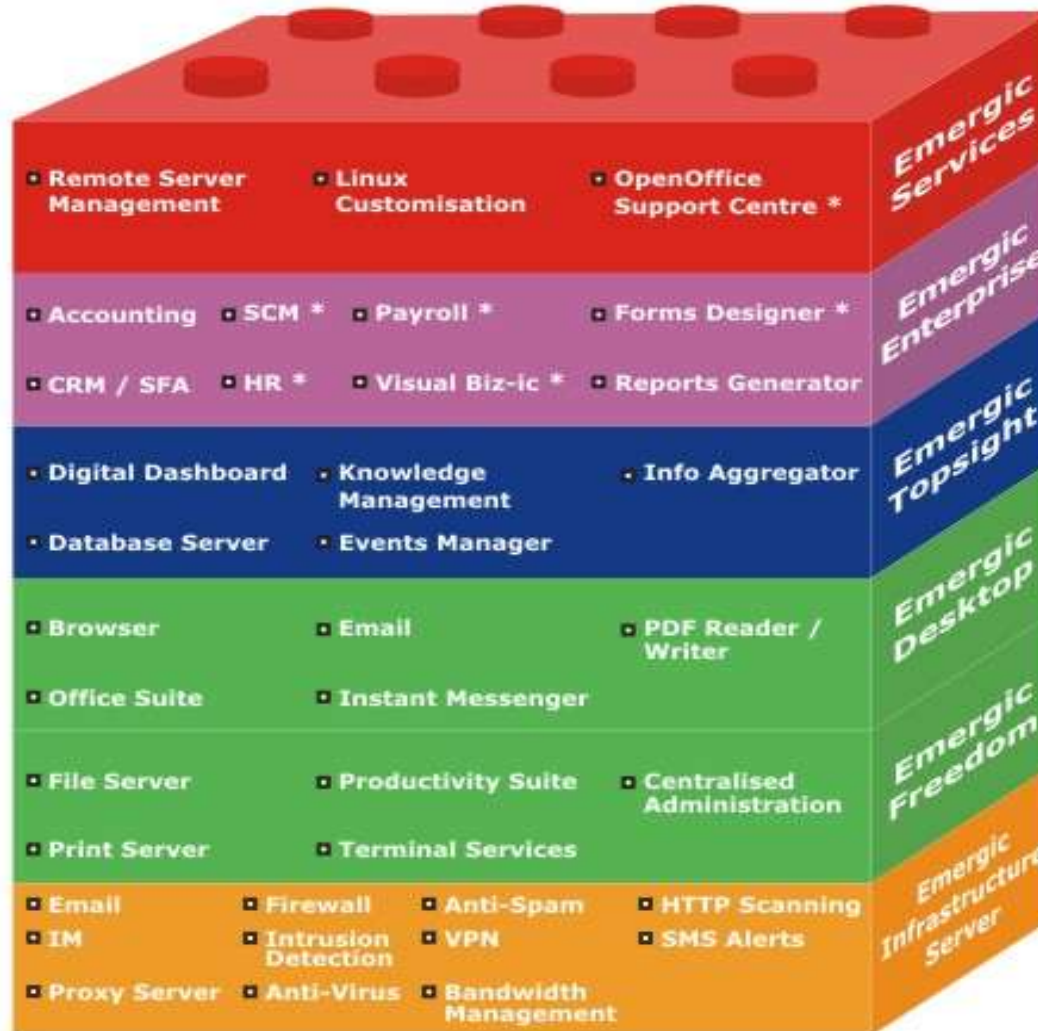 Remote Server Management
Linux Customisation
OpenOffice Support Centre *
Emergic Services
Accounting
SCM *
Payroll *
Forms Designer *
CRM / SFA
HR *
Visual Biz-ic *
Reports Generator
Emergic Enterprise
Digital Dashboard
Knowledge Management
Info Aggregator
Database Server
Events Manager
Emergic Topsight
Browser
Email
PDF Reader / Writer
Office Suite
Instant Messenger
Emergic Desktop
File Server
Productivity Suite
Centralised Administration
Print Server
Terminal Services
Emergic Freedom
Email
Firewall
Anti-Spam
HTTP Scanning
IM
Intrusion Detection
VPN
SMS Alerts
Proxy Server
Anti-Virus
Bandwidth Management
Emergic Infrastructure Server